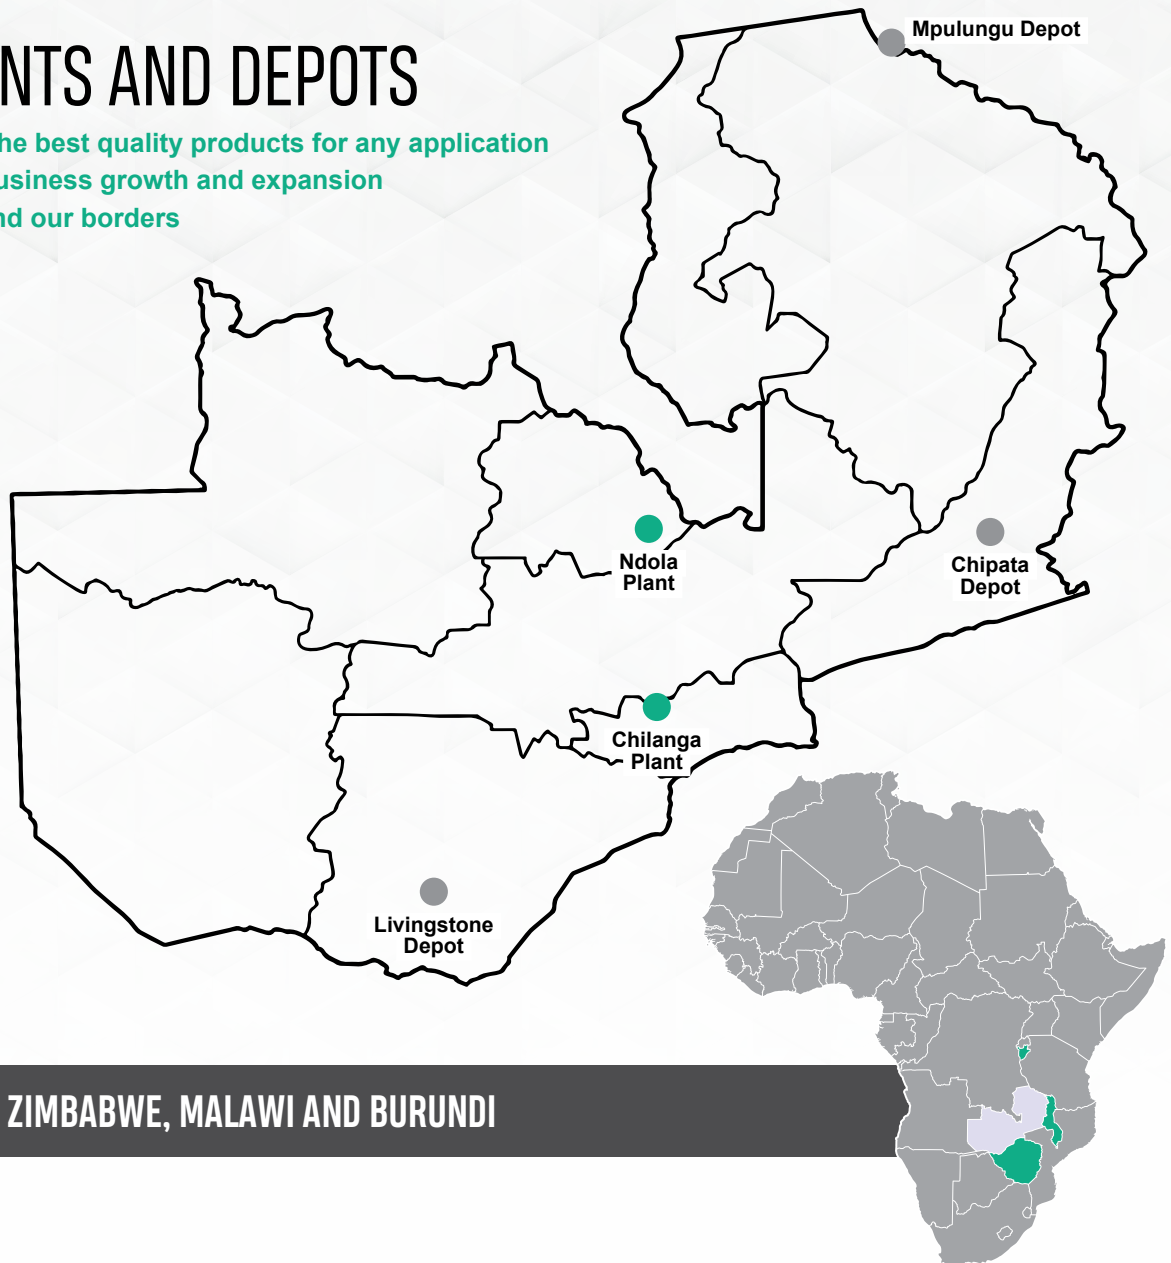 NTS AND DEPOTS
he best quality products for any application
usiness growth and expansion
nd our borders
Mpulungu Depot
Ndola
Plant
Chipata
Depot
Chilanga
Plant
Livingstone
Depot
ZIMBABWE, MALAWI AND BURUNDI